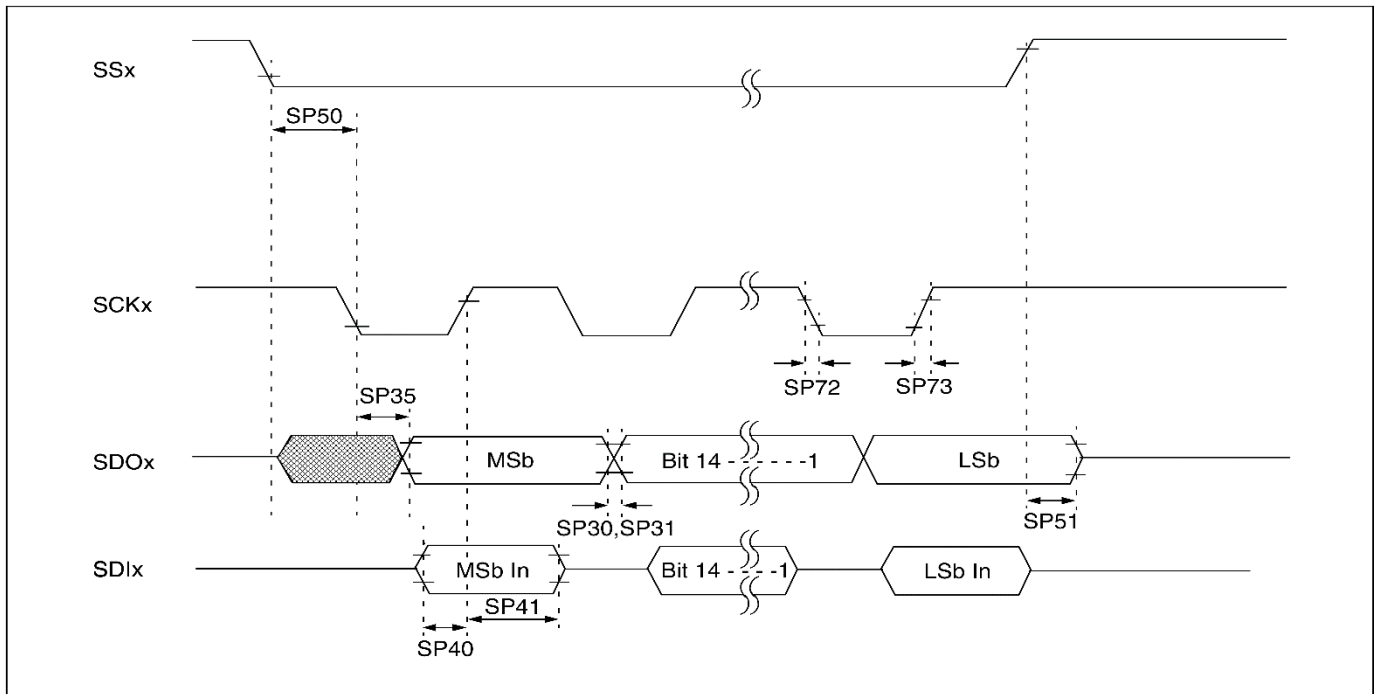 SSx
SP50
SCKx
SP72 SP73
SP35
SDOx MSb Bit 14 - - - - - -1 LSb
SP30,SP31 SP51
SDIx MSb In Bit 14 - - - - -1 LSb In
SP41
SP40